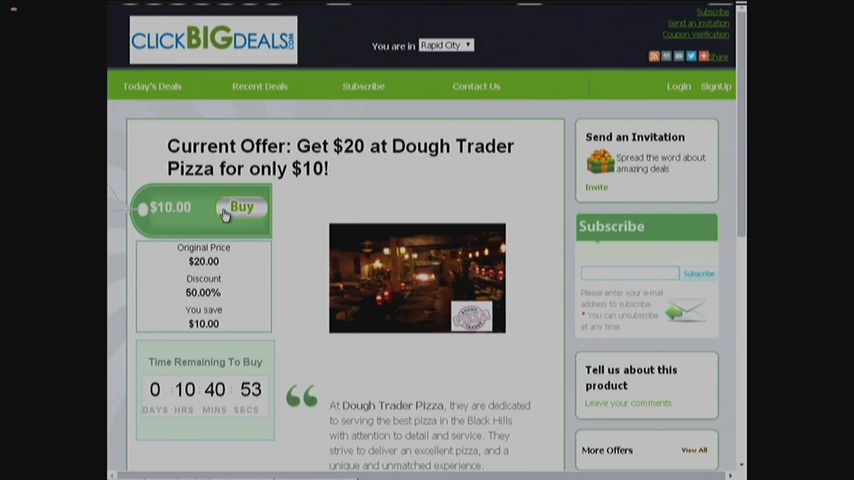 Subscribe
Send an Invitation
Coupon Verification
CLICKBIGDEALS.COM
You are in Rapid City
Share
Today's Deals Recent Deals Subscribe Contact Us Login SignUp
Current Offer: Get $20 at Dough Trader
Pizza for only $10!
$10.00 Buy
Original Price
$20.00
Discount
50.00%
You save
$10.00
Time Remaining To Buy
0 : 10 : 40 : 53
DAYS HRS MINS SECS
At Dough Trader Pizza, they are dedicated
to serving the best pizza in the Black Hills
with attention to detail and service. They
strive to deliver an excellent pizza, and a
unique and unmatched experience.
Send an Invitation
Spread the word about
amazing deals
Invite
Subscribe
Subscribe
Please enter your e-mail
address to subscribe.
* You can unsubscribe
at any time
Tell us about this
product
Leave your comments
More Offers View All